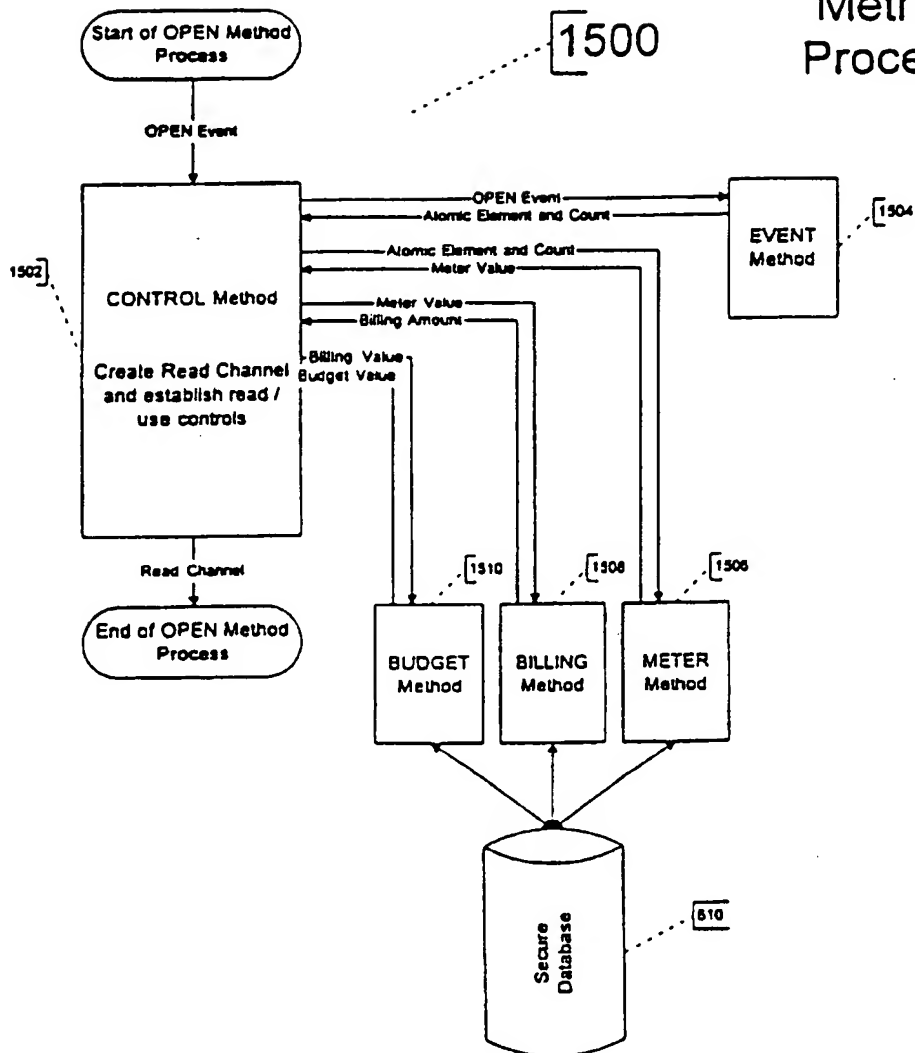 Start of OPEN Method
Process
1500
OPEN Event
OPEN Event
Atomic Element and Count
EVENT
Method
1504
Atomic Element and Count
Meter Value
1502
CONTROL Method
Meter Value
Billing Amount
Create Read Channel
and establish read /
use controls
Billing Value
Budget Value
Read Channel
End of OPEN Method
Process
1510
1508
1506
BUDGET
Method
BILLING
Method
METER
Method
Secure
Database
610